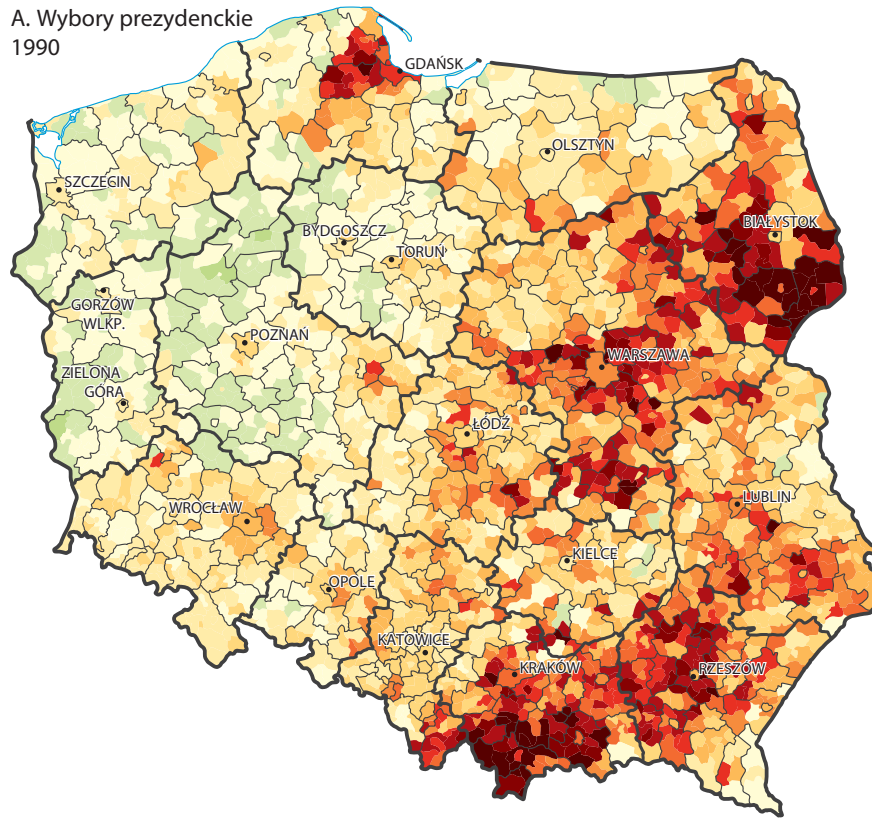 A. Wybory prezydenckie
1990
GDAŃSK
OLSZTYN
SZCZECIN
BIAŁYSTOK
BYDGOSZCZ
TORUŃ
GORZÓW
WLKP.
POZNAŃ
WARSZAWA
ZIELONA
GÓRA
ŁÓDŹ
LUBLIN
WROCŁAW
KIELCE
OPOLE
KATOWICE
KRAKÓW
RZESZÓW